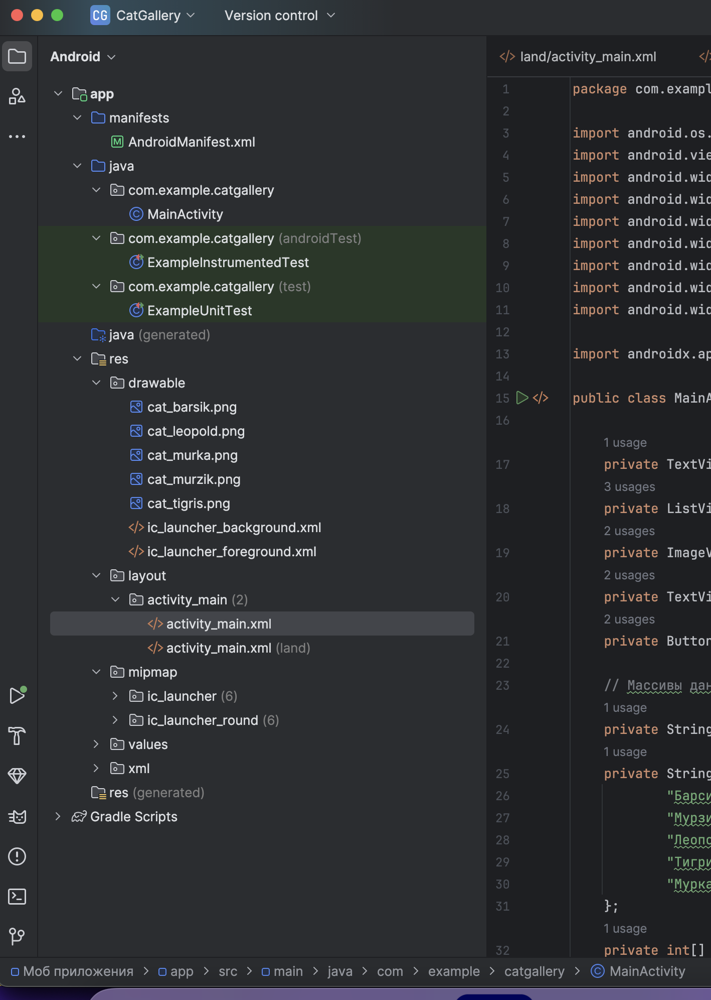 CG CatGallery Version control
Android
app
manifests
M AndroidManifest.xml
java
com.example.catgallery
C MainActivity
com.example.catgallery (androidTest)
C ExampleInstrumentedTest
com.example.catgallery (test)
C ExampleUnitTest
java (generated)
res
drawable
cat_barsik.png
cat_leopold.png
cat_murka.png
cat_murzik.png
cat_tigris.png
</> ic_launcher_background.xml
</> ic_launcher_foreground.xml
layout
activity_main (2)
</> activity_main.xml
</> activity_main.xml (land)
mipmap
ic_launcher (6)
ic_launcher_round (6)
values
xml
res (generated)
Gradle Scripts
</> land/activity_main.xml </
1 package com.exampl
2
3 import android.os.
4 import android.vie
5 import android.wid
6 import android.wid
7 import android.wid
8 import android.wid
9 import android.wid
10 import android.wid
11 import android.wid
12
13 import androidx.ap
14
15 </> public class MainA
16
1 usage
17 private TextVi
3 usages
18 private ListVi
2 usages
19 private ImageV
2 usages
20 private TextVi
2 usages
21 private Button
22
23 // Массивы дан
1 usage
24 private String
1 usage
25 private String
26 "Барси
27 "Мурзи
28 "Леопо
29 "Тигри
30 "Мурка
31 };
1 usage
32 private int[]
Моб приложения > app > src > main > java > com > example > catgallery > C MainActivity